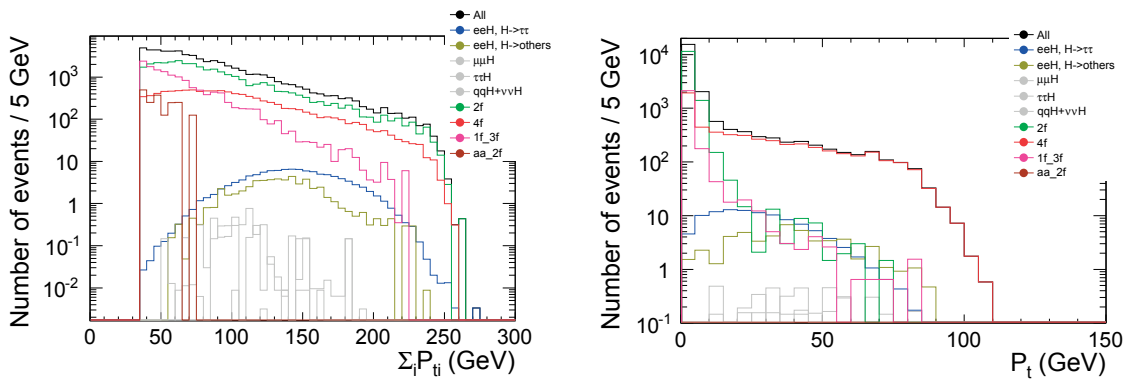 Number of events / 5 GeV
10³
10²
10
1
10⁻¹
10⁻²
0
50
100
150
200
250
300
ΣᵢPₜᵢ (GeV)
All
eeH, H->ττ
eeH, H->others
μμH
ττH
qqH+ννH
2f
4f
1f_3f
aa_2f
Number of events / 5 GeV
10⁴
10³
10²
10
1
10⁻¹
0
50
100
150
Pₜ (GeV)
All
eeH, H->ττ
eeH, H->others
μμH
ττH
qqH+ννH
2f
4f
1f_3f
aa_2f